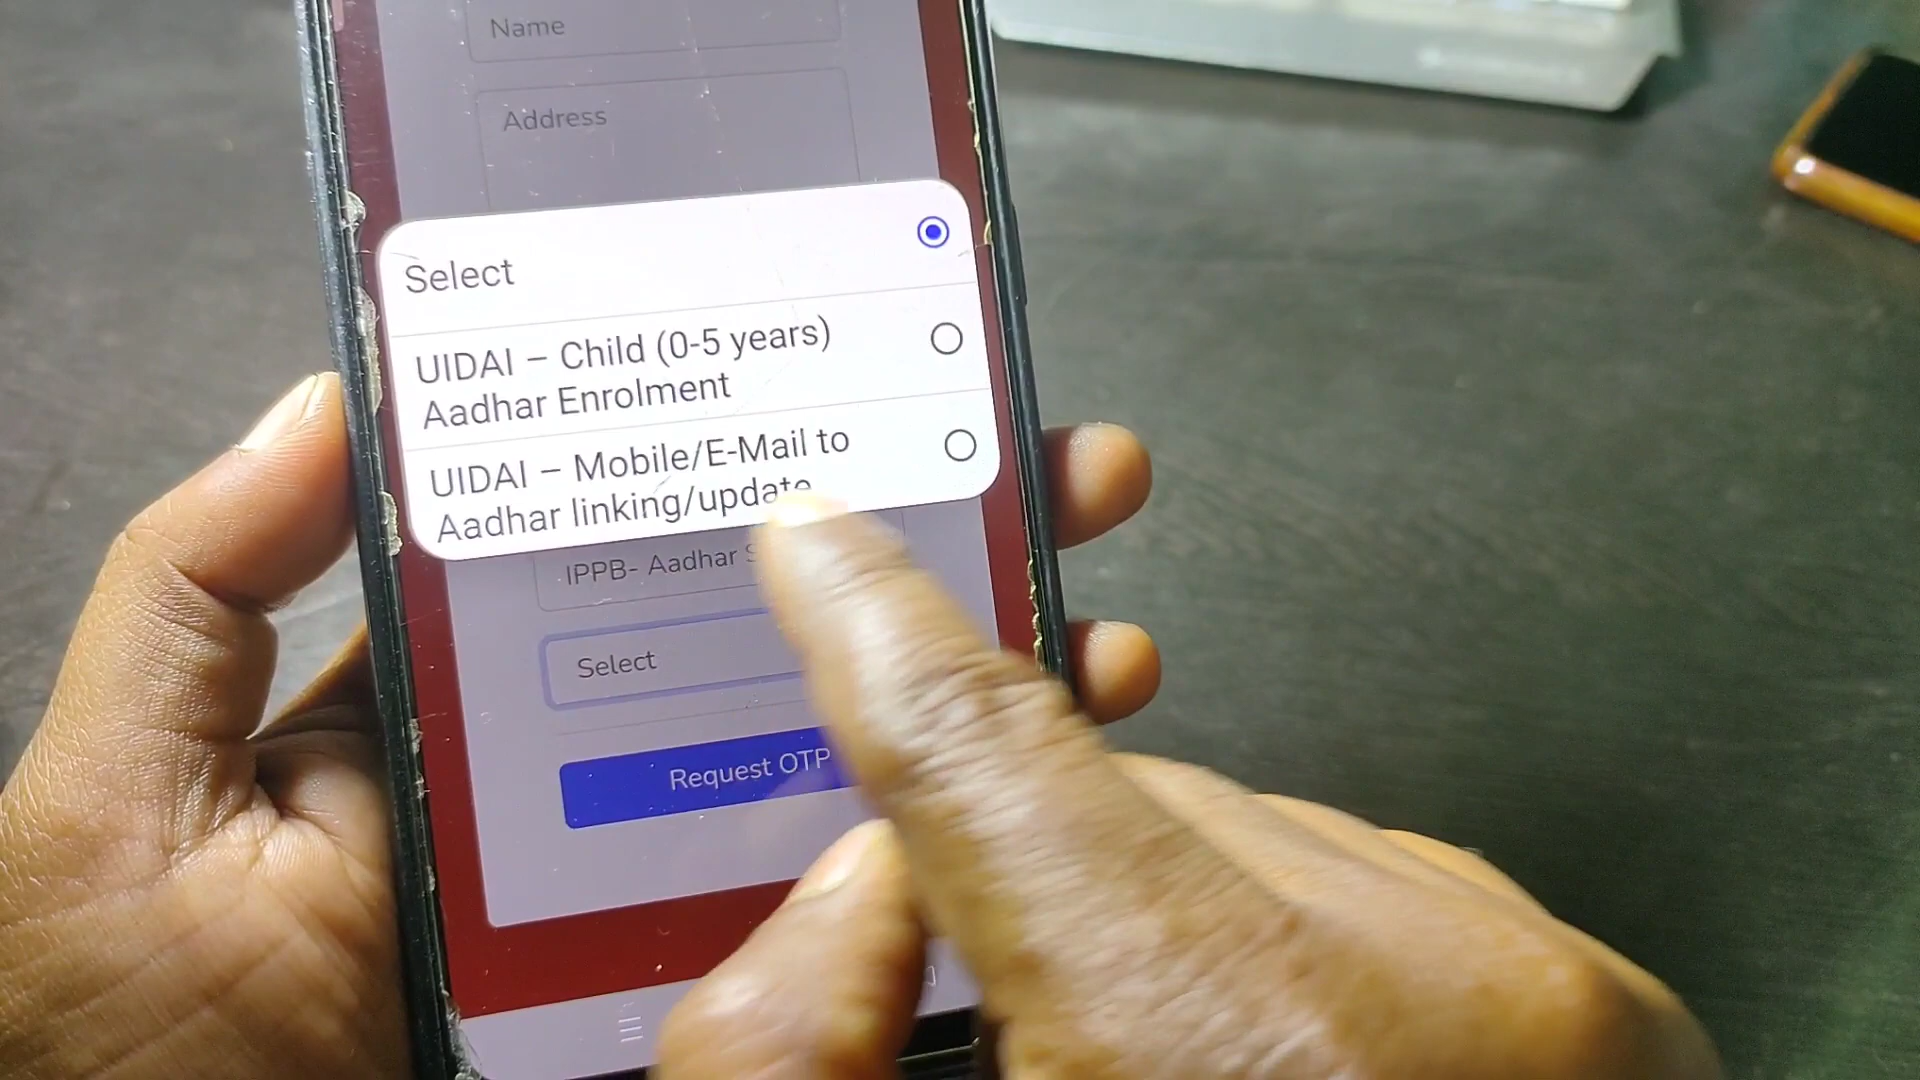 Name
Address
Select
UIDAI – Child (0-5 years)
Aadhar Enrolment
UIDAI – Mobile/E-Mail to
Aadhar linking/update
IPPB- Aadhar
Select
Request OTP